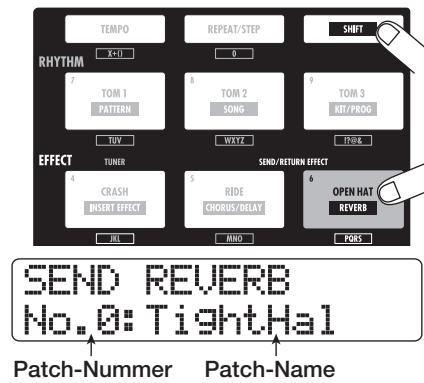 TEMPO REPEAT/STEP SHIFT
X+() 0
RHYTHM
7 8 9
TOM 1 TOM 2 TOM 3
PATTERN SONG KIT/PROG
TUV WXYZ !?@&
EFFECT TUNER SEND/RETURN EFFECT
4 5 6
CRASH RIDE OPEN HAT
INSERT EFFECT CHORUS/DELAY REVERB
JKL MNO PQRS
SEND REVERB
No.0:TightHal
Patch-Nummer Patch-Name